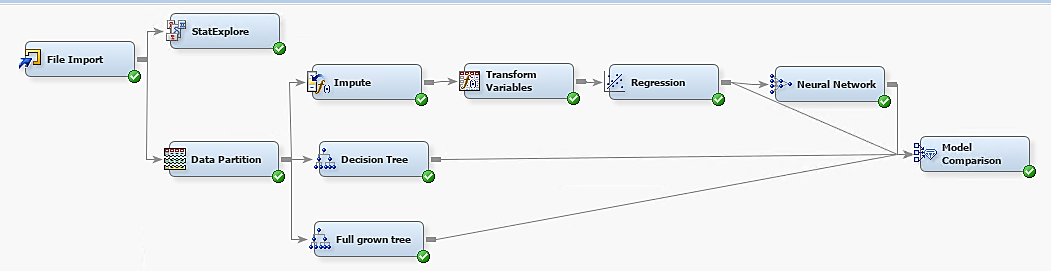 StatExplore
File Import
Impute
Transform
Variables
Regression
Neural Network
Data Partition
Decision Tree
Model
Comparison
Full grown tree